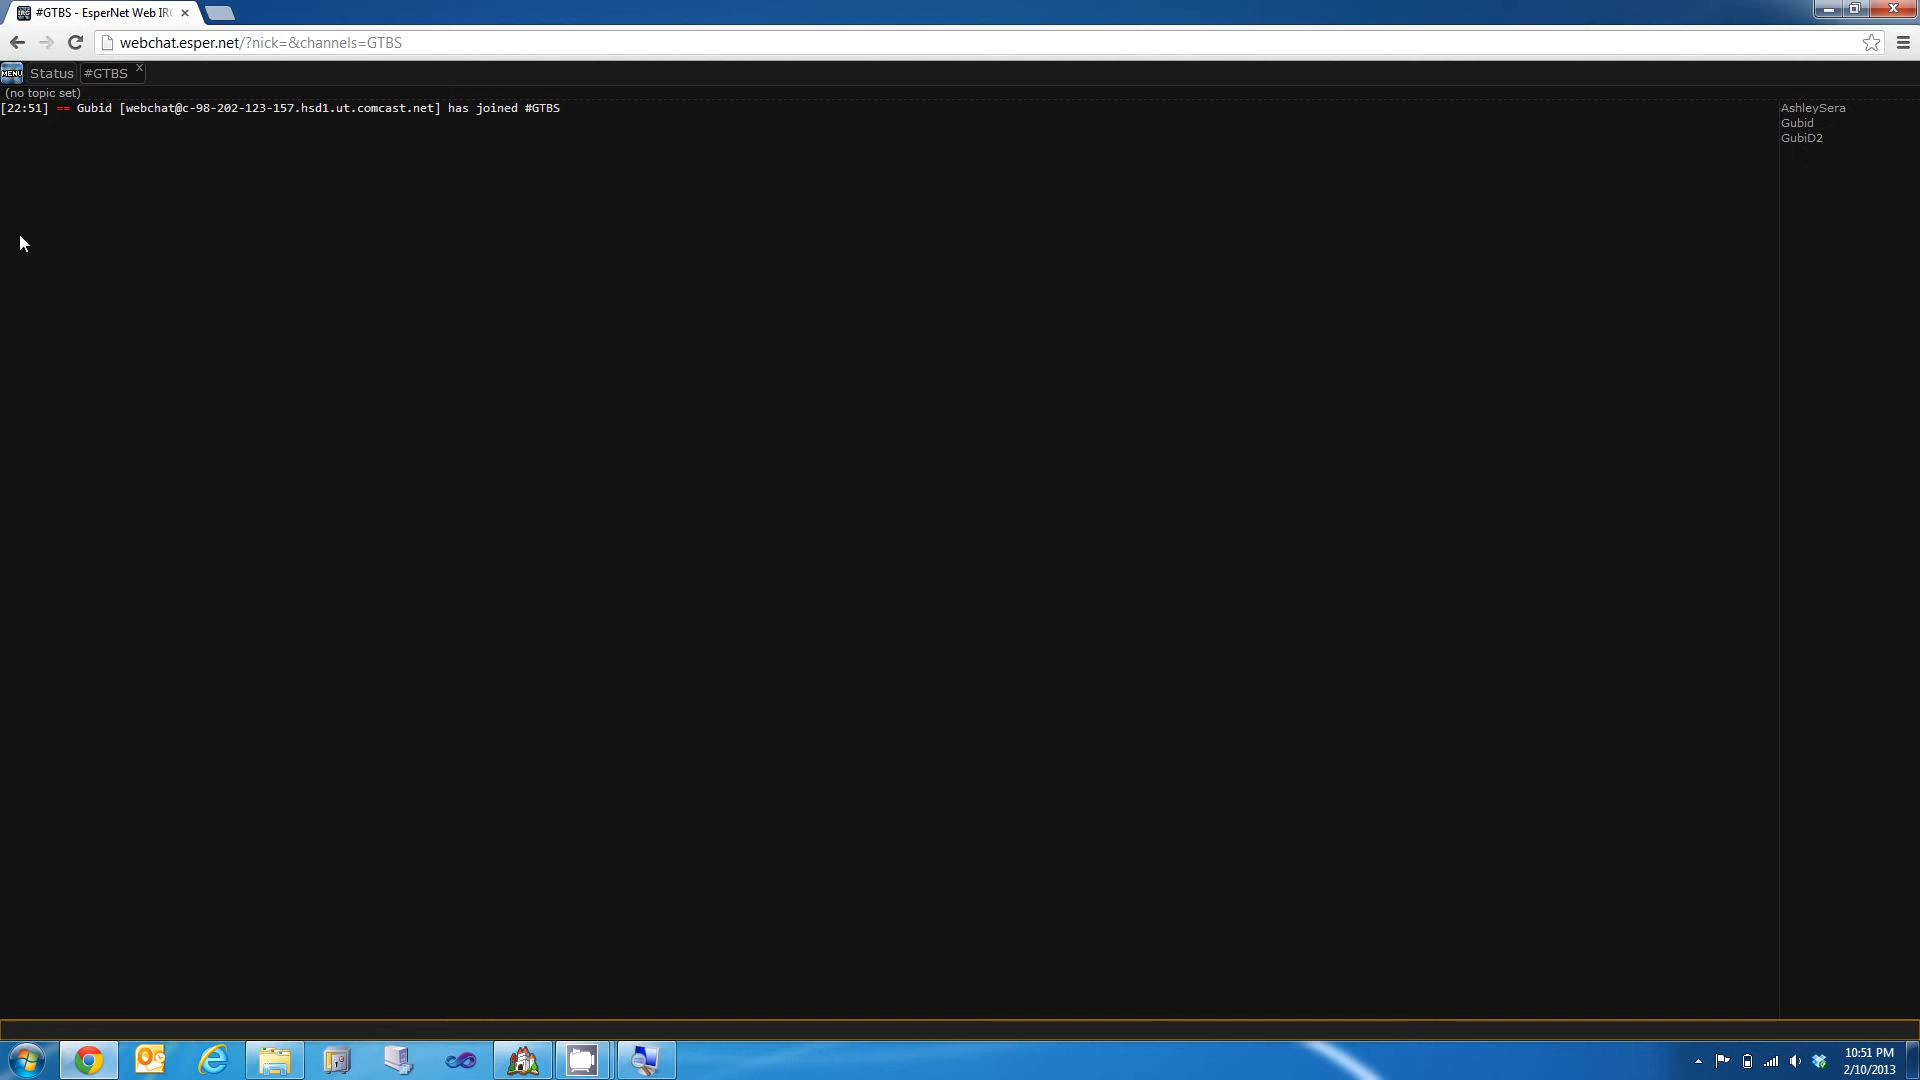 #GTBS - EsperNet Web IRC
webchat.esper.net/?nick=&channels=GTBS
MENU Status #GTBS x
(no topic set)
[22:51] == Gubid [webchat@c-98-202-123-157.hsd1.ut.comcast.net] has joined #GTBS
AshleySera
Gubid
GubiD2
10:51 PM
2/10/2013